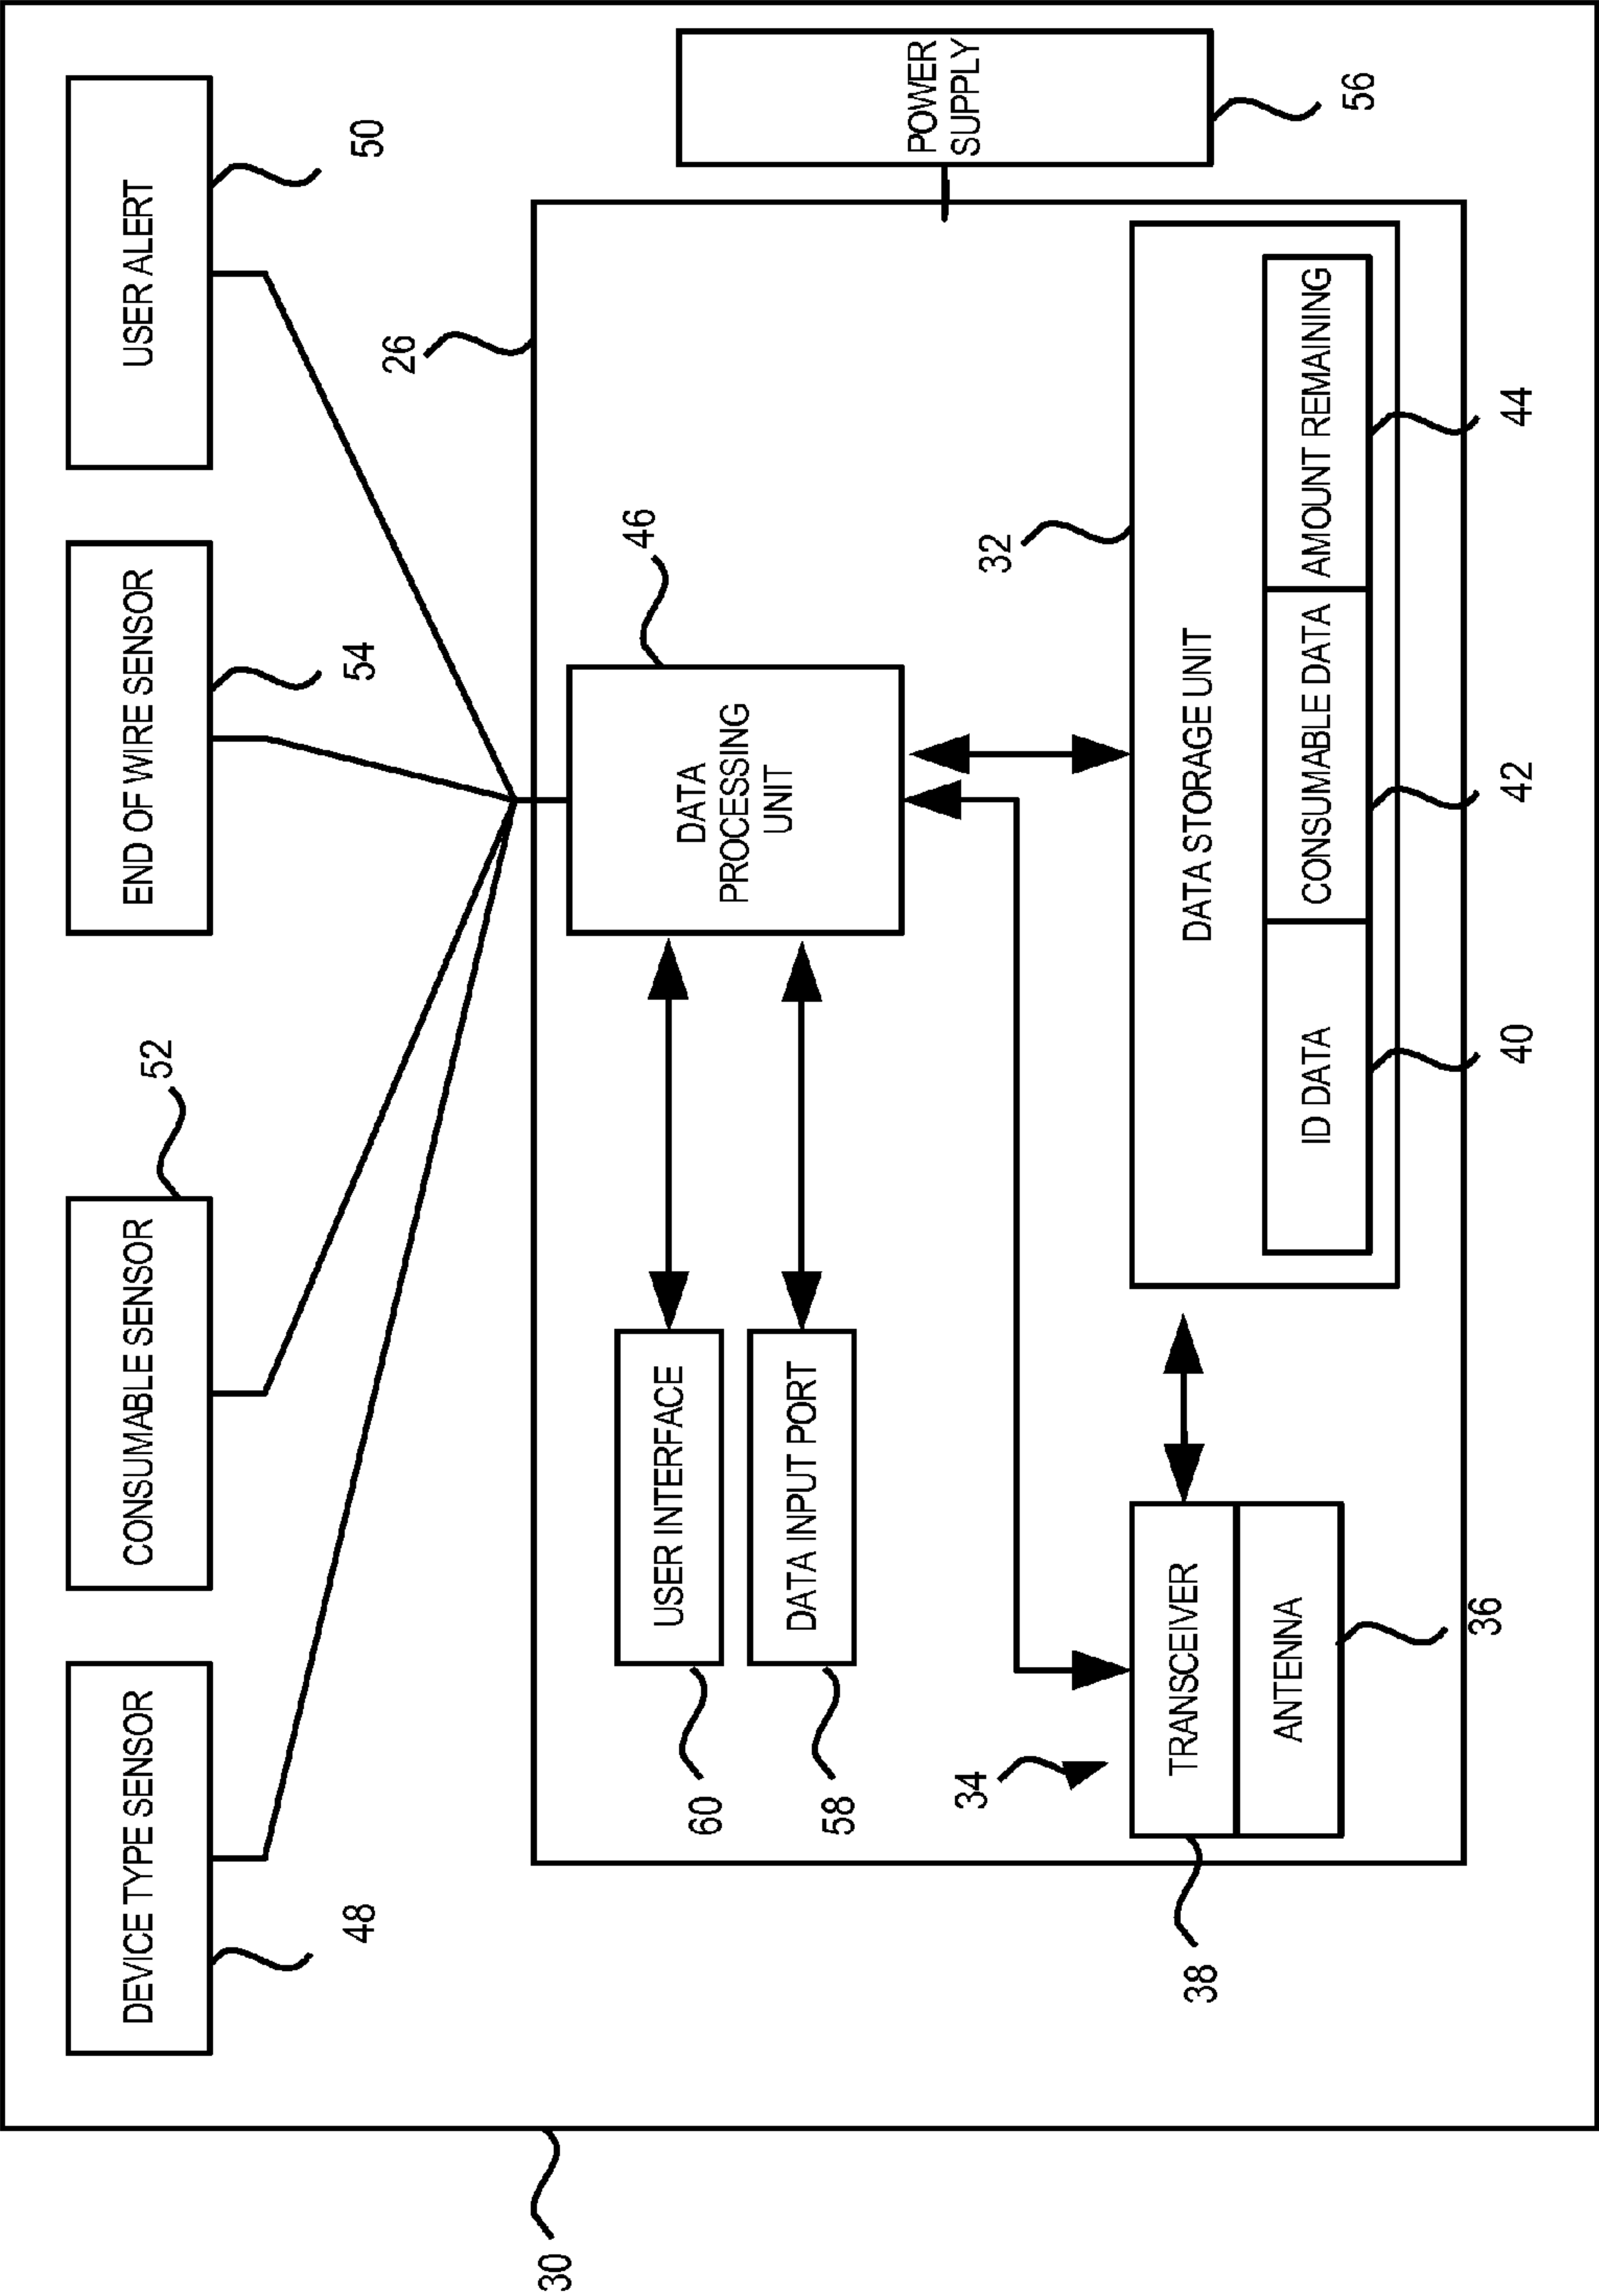 DEVICE TYPE SENSOR
48
CONSUMABLE SENSOR
52
END OF WIRE SENSOR
54
USER ALERT
50
30
26
USER INTERFACE
60
DATA INPUT PORT
58
DATA
PROCESSING
UNIT
46
POWER
SUPPLY
56
34
TRANSCEIVER
38
ANTENNA
36
32
DATA STORAGE UNIT
ID DATA
40
CONSUMABLE DATA
42
AMOUNT REMAINING
44